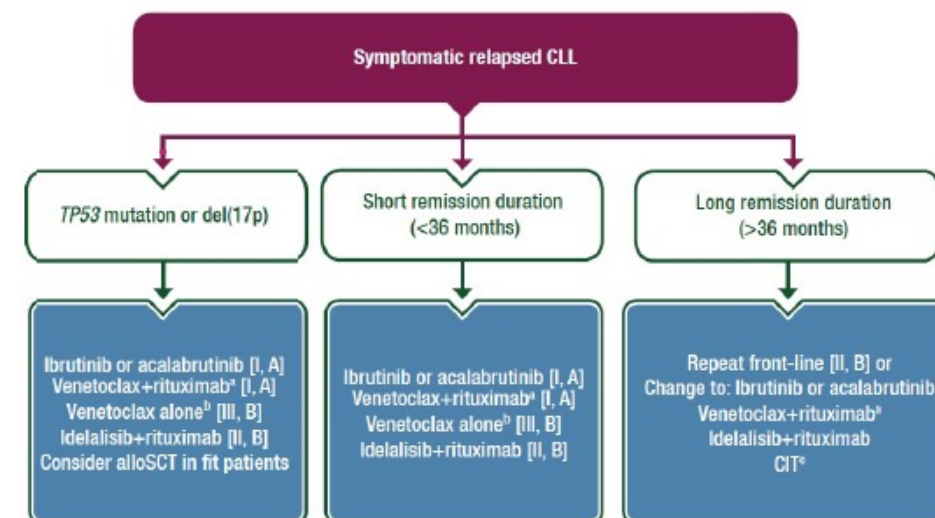 Symptomatic relapsed CLL
TP53 mutation or del(17p)
Short remission duration
(<36 months)
Long remission duration
(>36 months)
Ibrutinib or acalabrutinib [I, A]
Venetoclax+rituximabᵃ [I, A]
Venetoclax aloneᵇ [III, B]
Idelalisib+rituximab [II, B]
Consider alloSCT in fit patients
Ibrutinib or acalabrutinib [I, A]
Venetoclax+rituximabᵃ [I, A]
Venetoclax aloneᵇ [III, B]
Idelalisib+rituximab [II, B]
Repeat front-line [II, B] or
Change to: Ibrutinib or acalabrutinib
Venetoclax+rituximabᵃ
Idelalisib+rituximab
CITᶜ